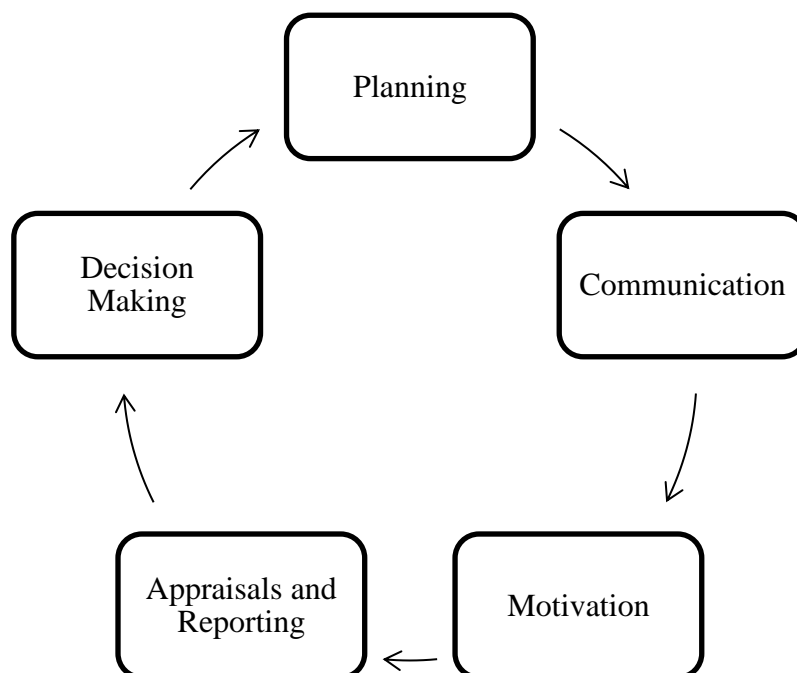 Planning
Communication
Motivation
Appraisals and
Reporting
Decision
Making